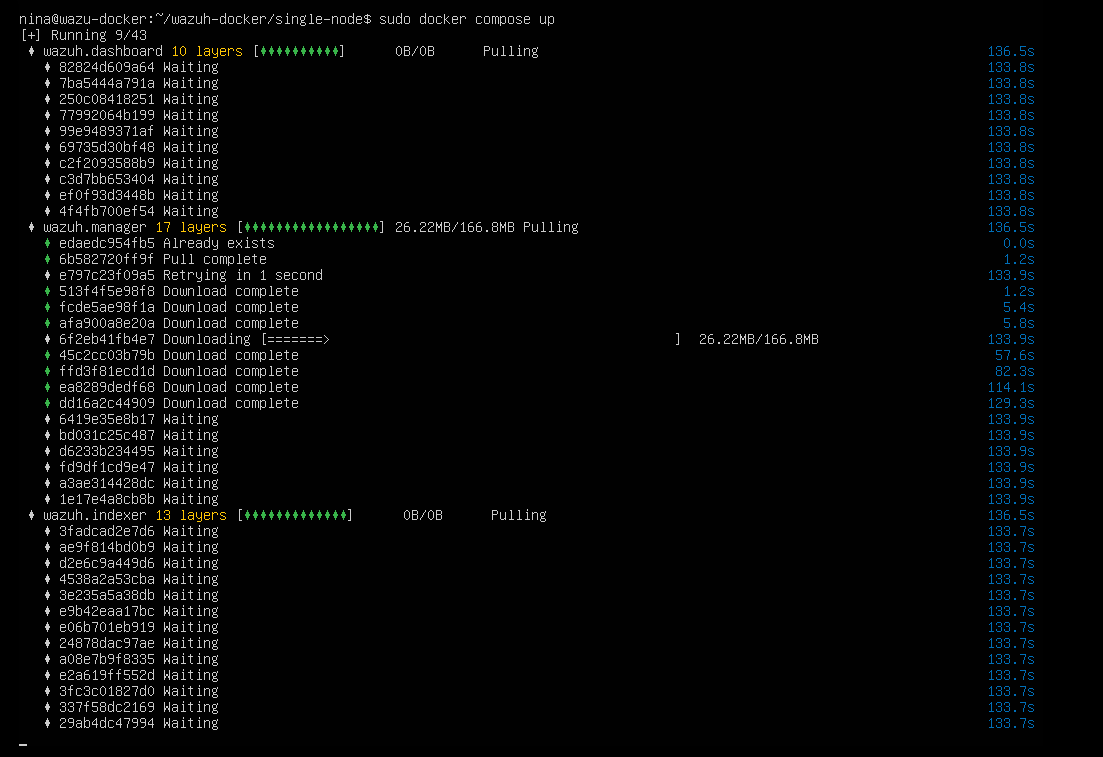 nina@wazu-docker:~/wazuh-docker/single-node$ sudo docker compose up
[+] Running 9/43
♦ wazuh.dashboard 10 layers [♦♦♦♦♦♦♦♦♦♦] 0B/0B Pulling 136.5s
♦ 82824d609a64 Waiting 133.8s
♦ 7ba5444a791a Waiting 133.8s
♦ 250c08418251 Waiting 133.8s
♦ 77992064b199 Waiting 133.8s
♦ 99e9489371af Waiting 133.8s
♦ 69735d30bf48 Waiting 133.8s
♦ c2f2093588b9 Waiting 133.8s
♦ c3d7bb653404 Waiting 133.8s
♦ ef0f93d3448b Waiting 133.8s
♦ 4f4fb700ef54 Waiting 133.8s
♦ wazuh.manager 17 layers [♦♦♦♦♦♦♦♦♦♦♦♦♦♦♦♦♦] 26.22MB/166.8MB Pulling 136.5s
♦ edaedc954fb5 Already exists 0.0s
♦ 6b582720ff9f Pull complete 1.2s
♦ e797c23f09a5 Retrying in 1 second 133.9s
♦ 513f4f5e98f8 Download complete 1.2s
♦ fcde5ae98f1a Download complete 5.4s
♦ afa900a8e20a Download complete 5.8s
♦ 6f2eb41fb4e7 Downloading [=======> ] 26.22MB/166.8MB 133.9s
♦ 45c2cc03b79b Download complete 57.6s
♦ ffd3f81ecd1d Download complete 82.3s
♦ ea8289dedf68 Download complete 114.1s
♦ dd16a2c44909 Download complete 129.3s
♦ 6419e35e8b17 Waiting 133.9s
♦ bd031c25c487 Waiting 133.9s
♦ d6233b234495 Waiting 133.9s
♦ fd9df1cd9e47 Waiting 133.9s
♦ a3ae314428dc Waiting 133.9s
♦ 1e17e4a8cb8b Waiting 133.9s
♦ wazuh.indexer 13 layers [♦♦♦♦♦♦♦♦♦♦♦♦♦] 0B/0B Pulling 136.5s
♦ 3fadcad2e7d6 Waiting 133.7s
♦ ae9f814bd0b9 Waiting 133.7s
♦ d2e6c9a449d6 Waiting 133.7s
♦ 4538a2a53cba Waiting 133.7s
♦ 3e235a5a38db Waiting 133.7s
♦ e9b42eaa17bc Waiting 133.7s
♦ e06b701eb919 Waiting 133.7s
♦ 24878dac97ae Waiting 133.7s
♦ a08e7b9f8335 Waiting 133.7s
♦ e2a619ff552d Waiting 133.7s
♦ 3fc3c01827d0 Waiting 133.7s
♦ 337f58dc2169 Waiting 133.7s
♦ 29ab4dc47994 Waiting 133.7s